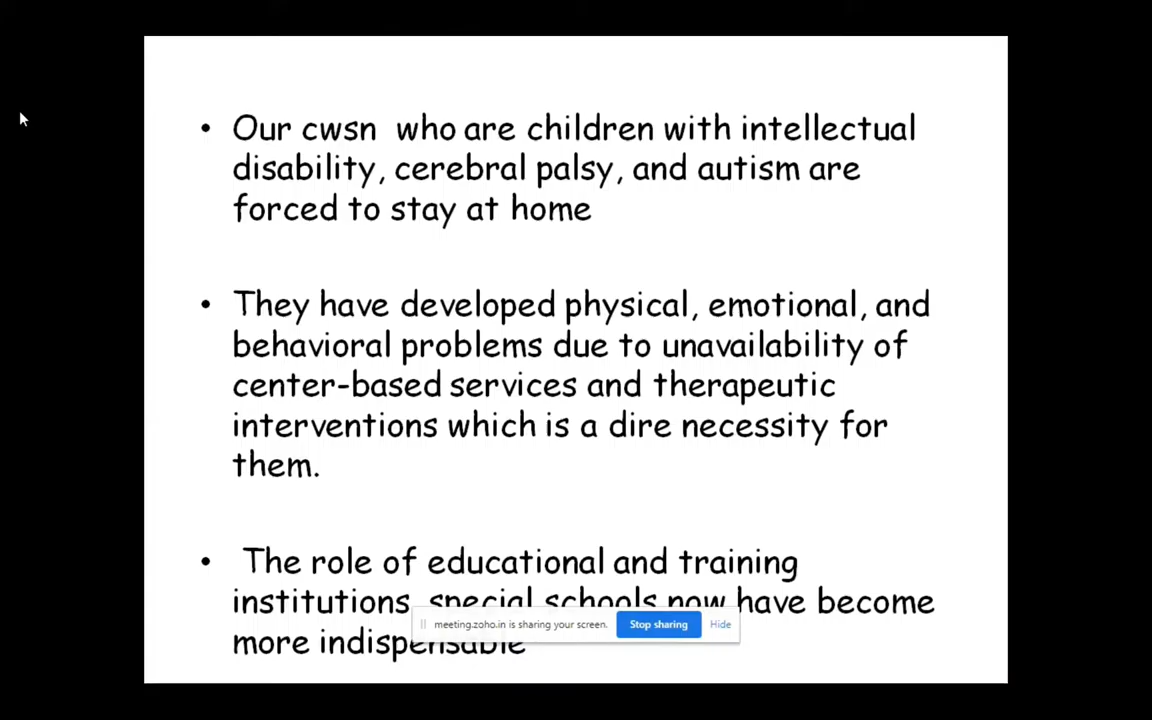 • Our cwsn who are children with intellectual
disability, cerebral palsy, and autism are
forced to stay at home
• They have developed physical, emotional, and
behavioral problems due to unavailability of
center-based services and therapeutic
interventions which is a dire necessity for
them.
• The role of educational and training
institutions, special schools now have become
more indispensable
meeting.zoho.in is sharing your screen. Stop sharing Hide